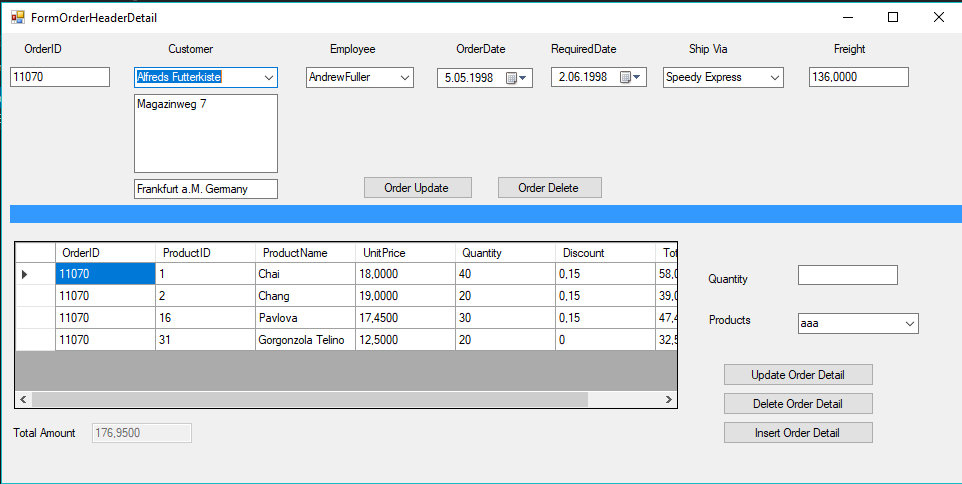 FormOrderHeaderDetail
OrderID Customer Employee OrderDate RequiredDate Ship Via Freight
11070 Alfreds Futterkiste AndrewFuller 5.05.1998 2.06.1998 Speedy Express 136,0000
Magazinweg 7
Frankfurt a.M. Germany Order Update Order Delete
OrderID ProductID ProductName UnitPrice Quantity Discount Tot
11070 1 Chai 18,0000 40 0,15 58,0
11070 2 Chang 19,0000 20 0,15 39,0
11070 16 Pavlova 17,4500 30 0,15 47,4
11070 31 Gorgonzola Telino 12,5000 20 0 32,5
Quantity
Products aaa
Update Order Detail
Delete Order Detail
Insert Order Detail
Total Amount 176,9500